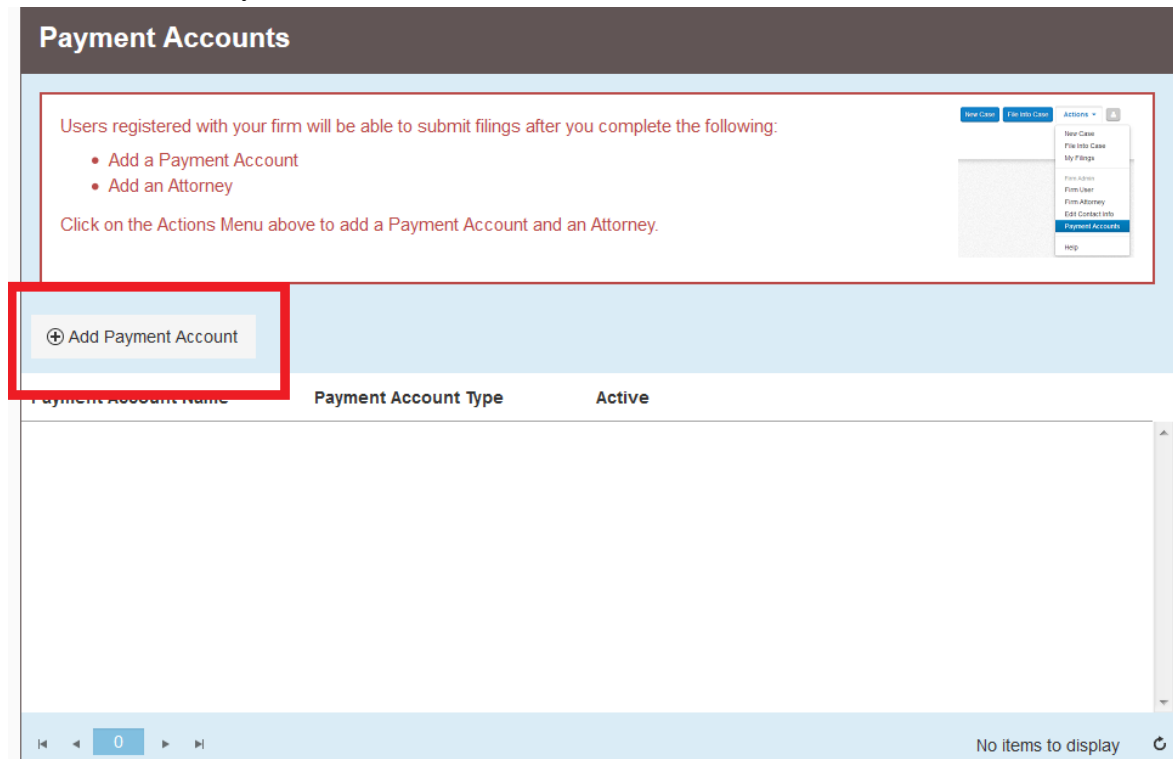 Payment Accounts
Users registered with your firm will be able to submit filings after you complete the following:
• Add a Payment Account
• Add an Attorney
Click on the Actions Menu above to add a Payment Account and an Attorney.
New Case File Into Case Actions
New Case
File Into Case
My Filings
Firm Admin
Firm User
Firm Attorney
Edit Contact Info
Payment Accounts
Help
Add Payment Account
Payment Account Name Payment Account Type Active
0
No items to display